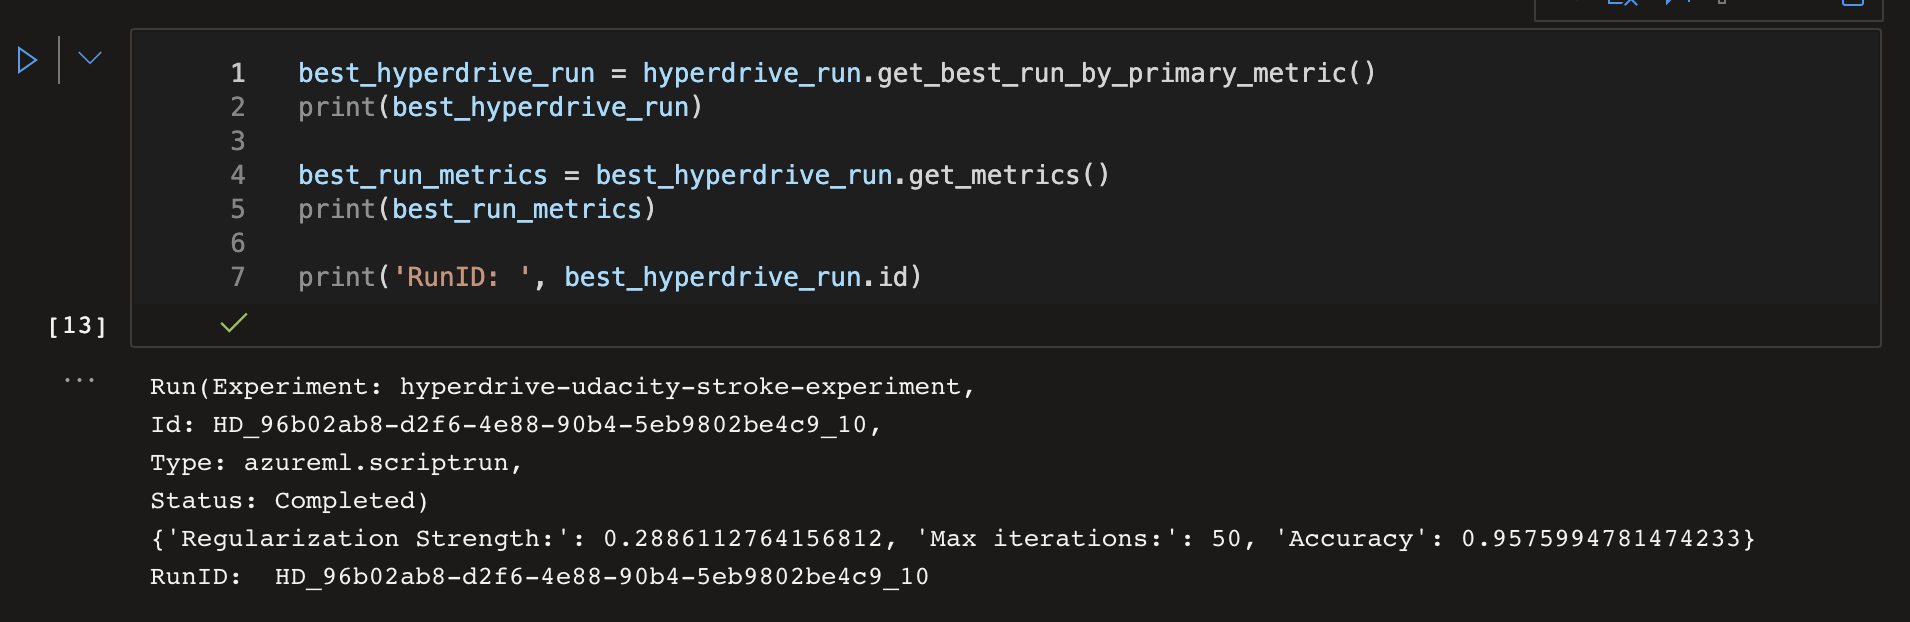 1 best_hyperdrive_run = hyperdrive_run.get_best_run_by_primary_metric()
2 print(best_hyperdrive_run)
3
4 best_run_metrics = best_hyperdrive_run.get_metrics()
5 print(best_run_metrics)
6
7 print('RunID: ', best_hyperdrive_run.id)
[13]
Run(Experiment: hyperdrive-udacity-stroke-experiment,
Id: HD_96b02ab8-d2f6-4e88-90b4-5eb9802be4c9_10,
Type: azureml.scriptrun,
Status: Completed)
{'Regularization Strength:': 0.2886112764156812, 'Max iterations:': 50, 'Accuracy': 0.9575994781474233}
RunID:  HD_96b02ab8-d2f6-4e88-90b4-5eb9802be4c9_10